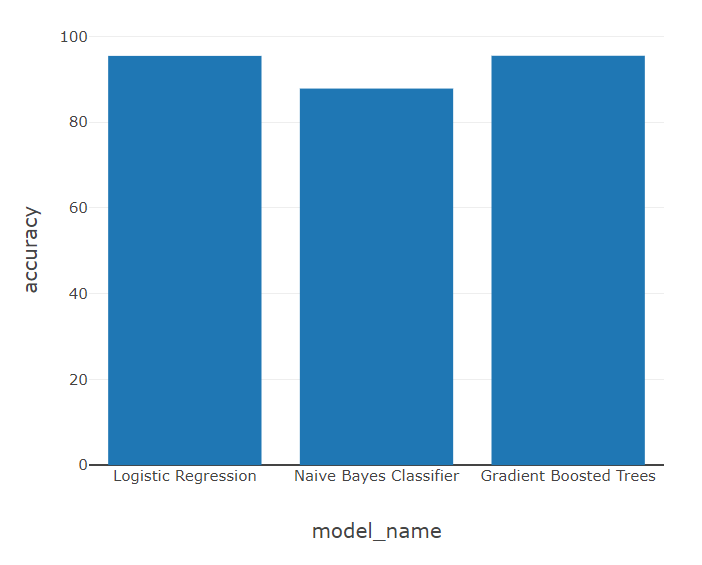 100
80
60
40
20
0
accuracy
Logistic Regression
Naive Bayes Classifier
Gradient Boosted Trees
model_name